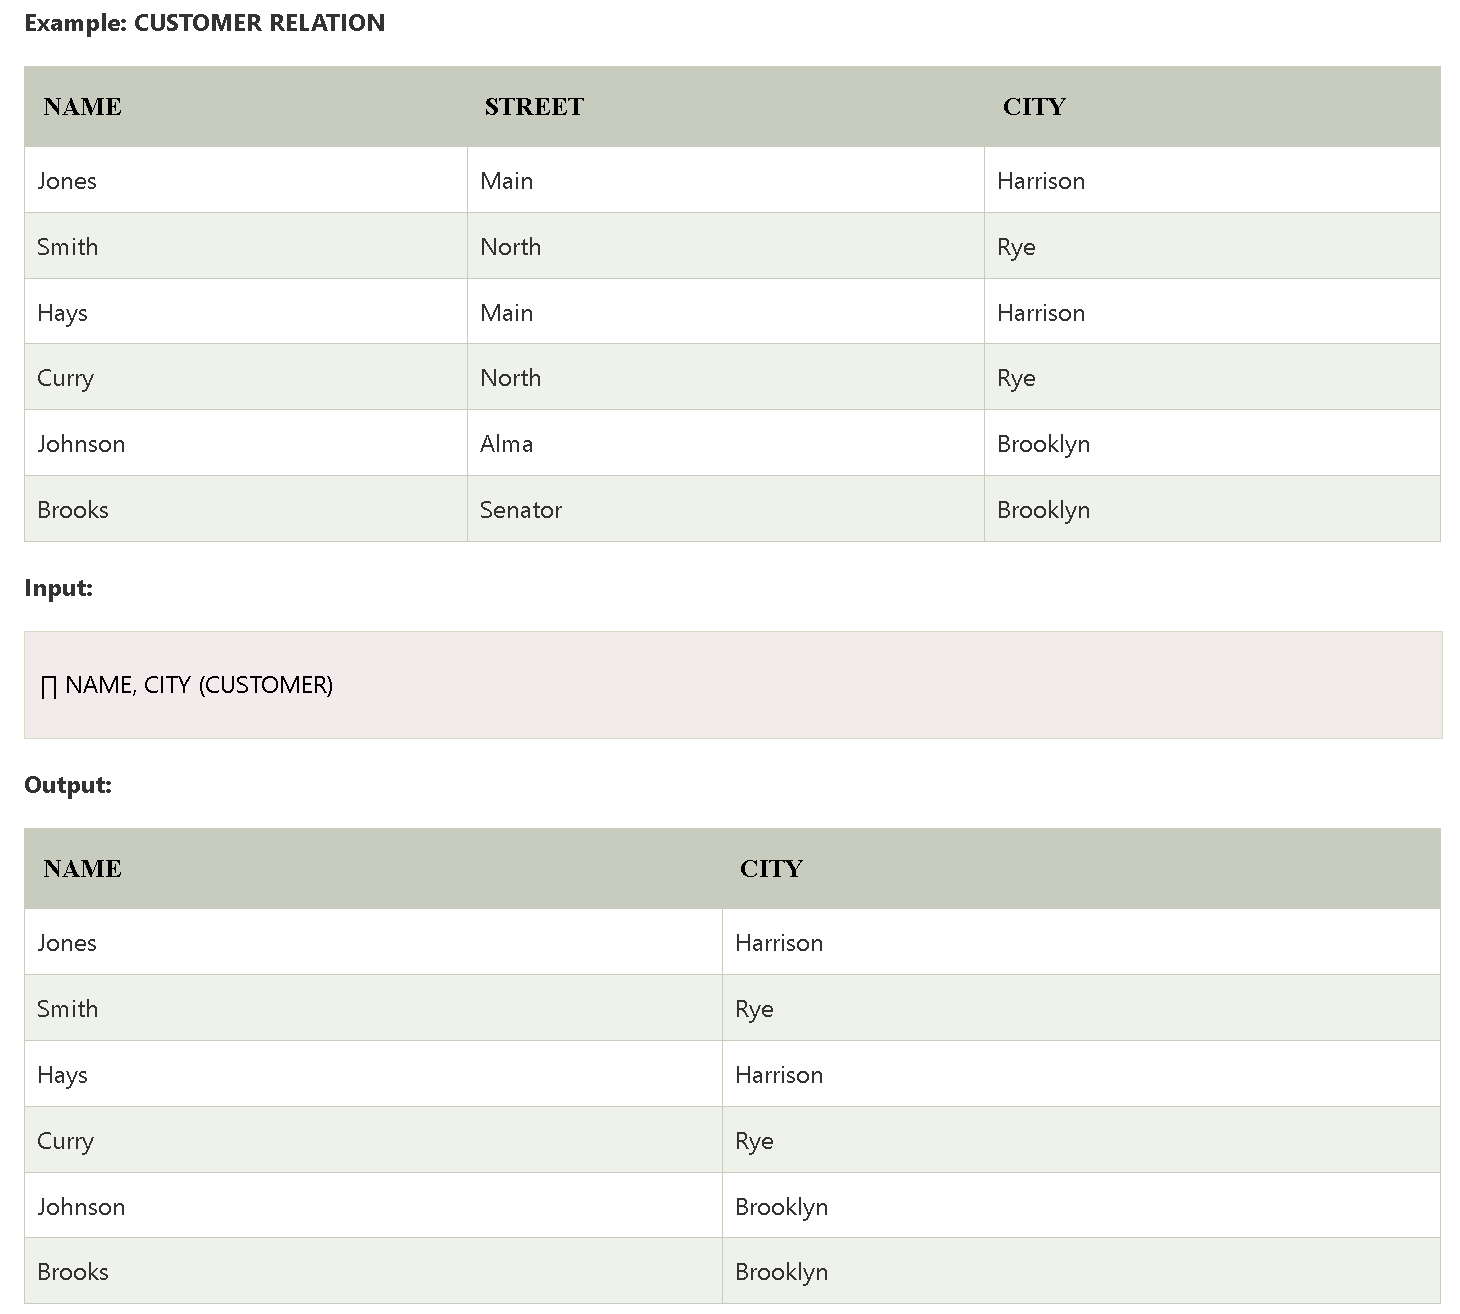 Example: CUSTOMER RELATION
NAME STREET CITY
Jones Main Harrison
Smith North Rye
Hays Main Harrison
Curry North Rye
Johnson Alma Brooklyn
Brooks Senator Brooklyn
Input:
∏ NAME, CITY (CUSTOMER)
Output:
NAME CITY
Jones Harrison
Smith Rye
Hays Harrison
Curry Rye
Johnson Brooklyn
Brooks Brooklyn